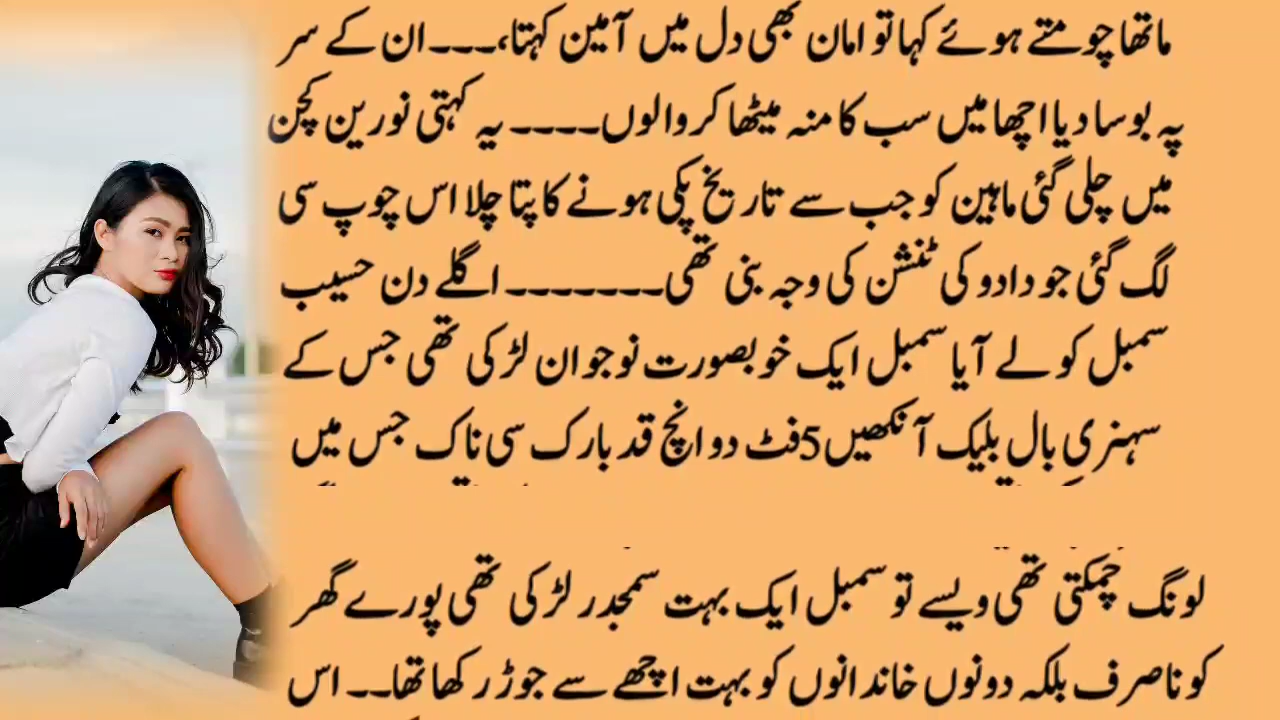 ماتھا چومتے ہوئے کہا تو امان بھی دل میں آمین کہتا،۔۔۔ ان کے سر
پہ بوسا دیا اچھا میں سب کا منہ میٹھا کروالوں۔۔۔۔ یہ کہتی نورین کچن
میں چلی گئی ماہین کو جب سے تاریخ پکی ہونے کا پتا چلا اس چوپ سی
لگ گئی جو دادو کی ٹنشن کی وجہ بنی تھی۔۔۔۔۔۔۔ اگلے دن حسیب
سمبل کو لے آیا سمبل ایک خوبصورت نوجوان لڑکی تھی جس کے
سہنری بال بلیک آنکھیں 5فٹ دو انچ قد بارک سی ناک جس میں
لونگ چمکتی تھی ویسے تو سمبل ایک بہت سمجدر لڑکی تھی پورے گھر
کو ناصرف بلکہ دونوں خاندانوں کو بہت اچھے سے جوڑ رکھا تھا۔۔ اس